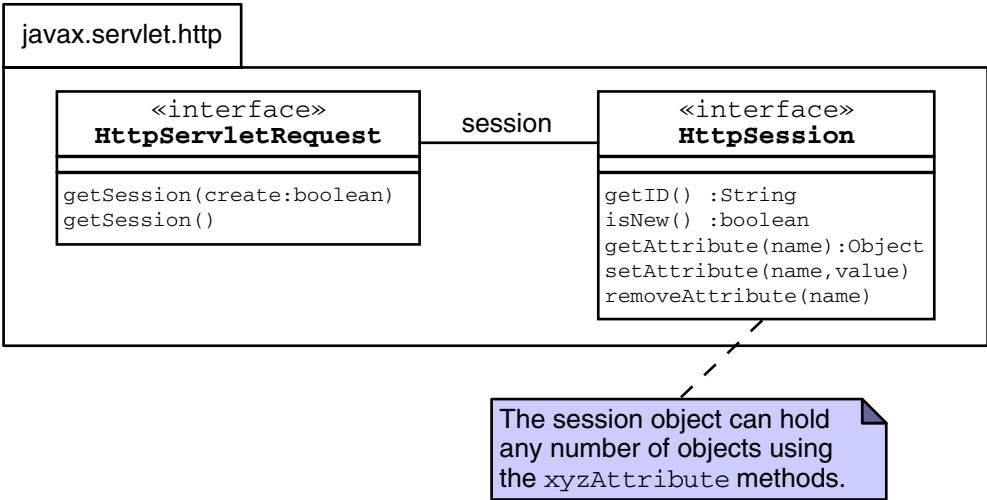 javax.servlet.http
«interface»
HttpServletRequest
getSession(create:boolean)
getSession()
session
«interface»
HttpSession
getID() :String
isNew() :boolean
getAttribute(name):Object
setAttribute(name,value)
removeAttribute(name)
The session object can hold
any number of objects using
the xyzAttribute methods.